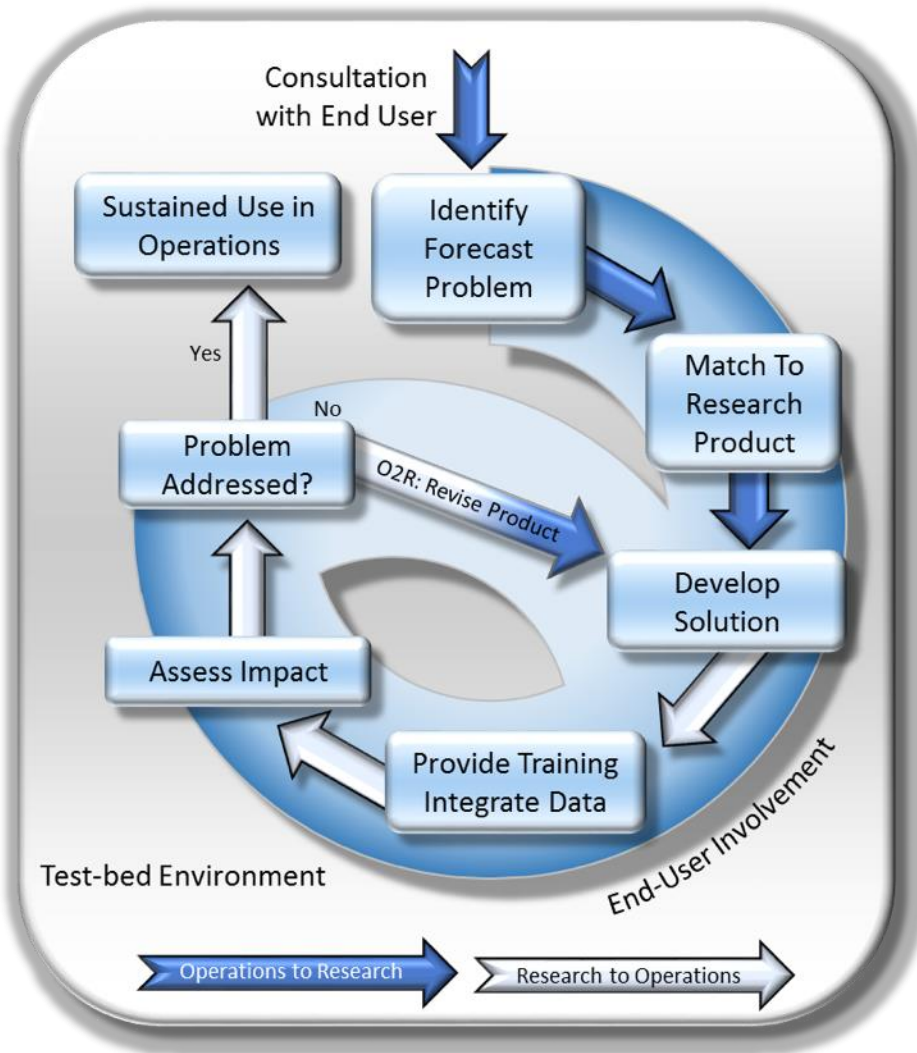 Consultation
with End User
Identify
Forecast
Problem
Sustained Use in
Operations
Match To
Research
Product
Yes
No
Problem
Addressed?
O2R: Revise Product
Develop
Solution
Assess Impact
Provide Training
Integrate Data
Test-bed Environment
End-User Involvement
Operations to Research
Research to Operations